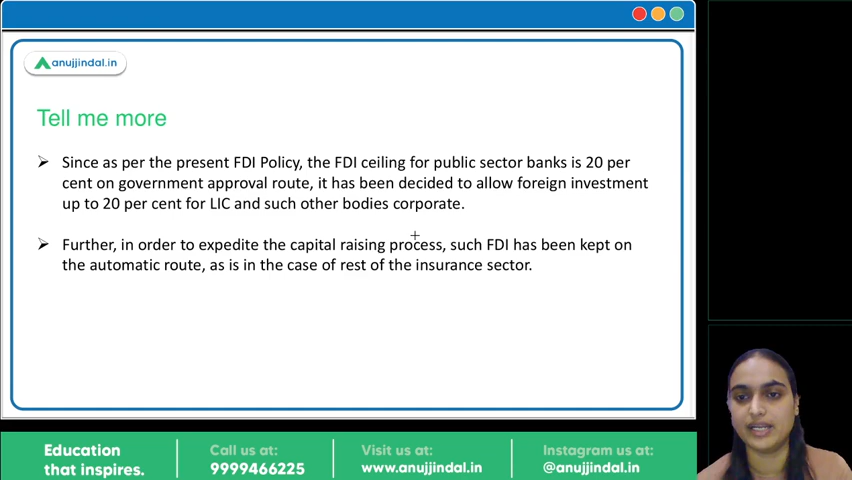 anujjindal.in
Tell me more
Since as per the present FDI Policy, the FDI ceiling for public sector banks is 20 per
cent on government approval route, it has been decided to allow foreign investment
up to 20 per cent for LIC and such other bodies corporate.
Further, in order to expedite the capital raising process, such FDI has been kept on
the automatic route, as is in the case of rest of the insurance sector.
Education
that inspires.
Call us at:
9999466225
Visit us at:
www.anujjindal.in
Instagram us at:
@anujjindal.in